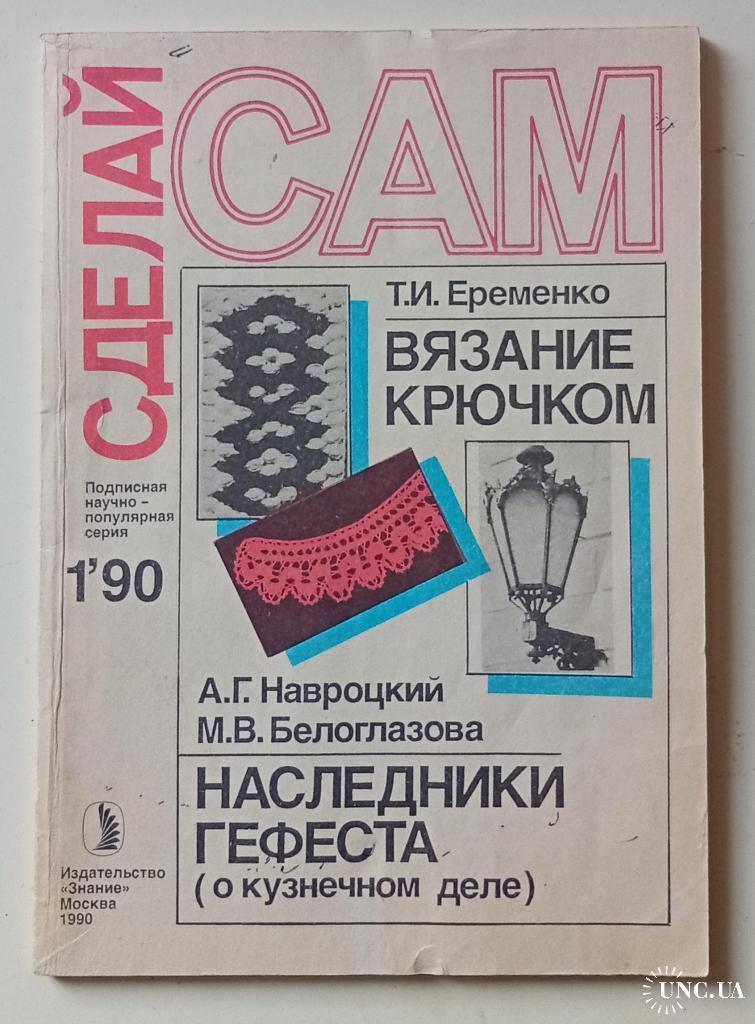 СДЕЛАЙ
САМ
Т.И. Еременко
ВЯЗАНИЕ
КРЮЧКОМ
Подписная
научно-
популярная
серия
1'90
А.Г. Навроцкий
М.В. Белоглазова
НАСЛЕДНИКИ
ГЕФЕСТА
(о кузнечном деле)
Издательство
«Знание»
Москва
1990
UNC.UA